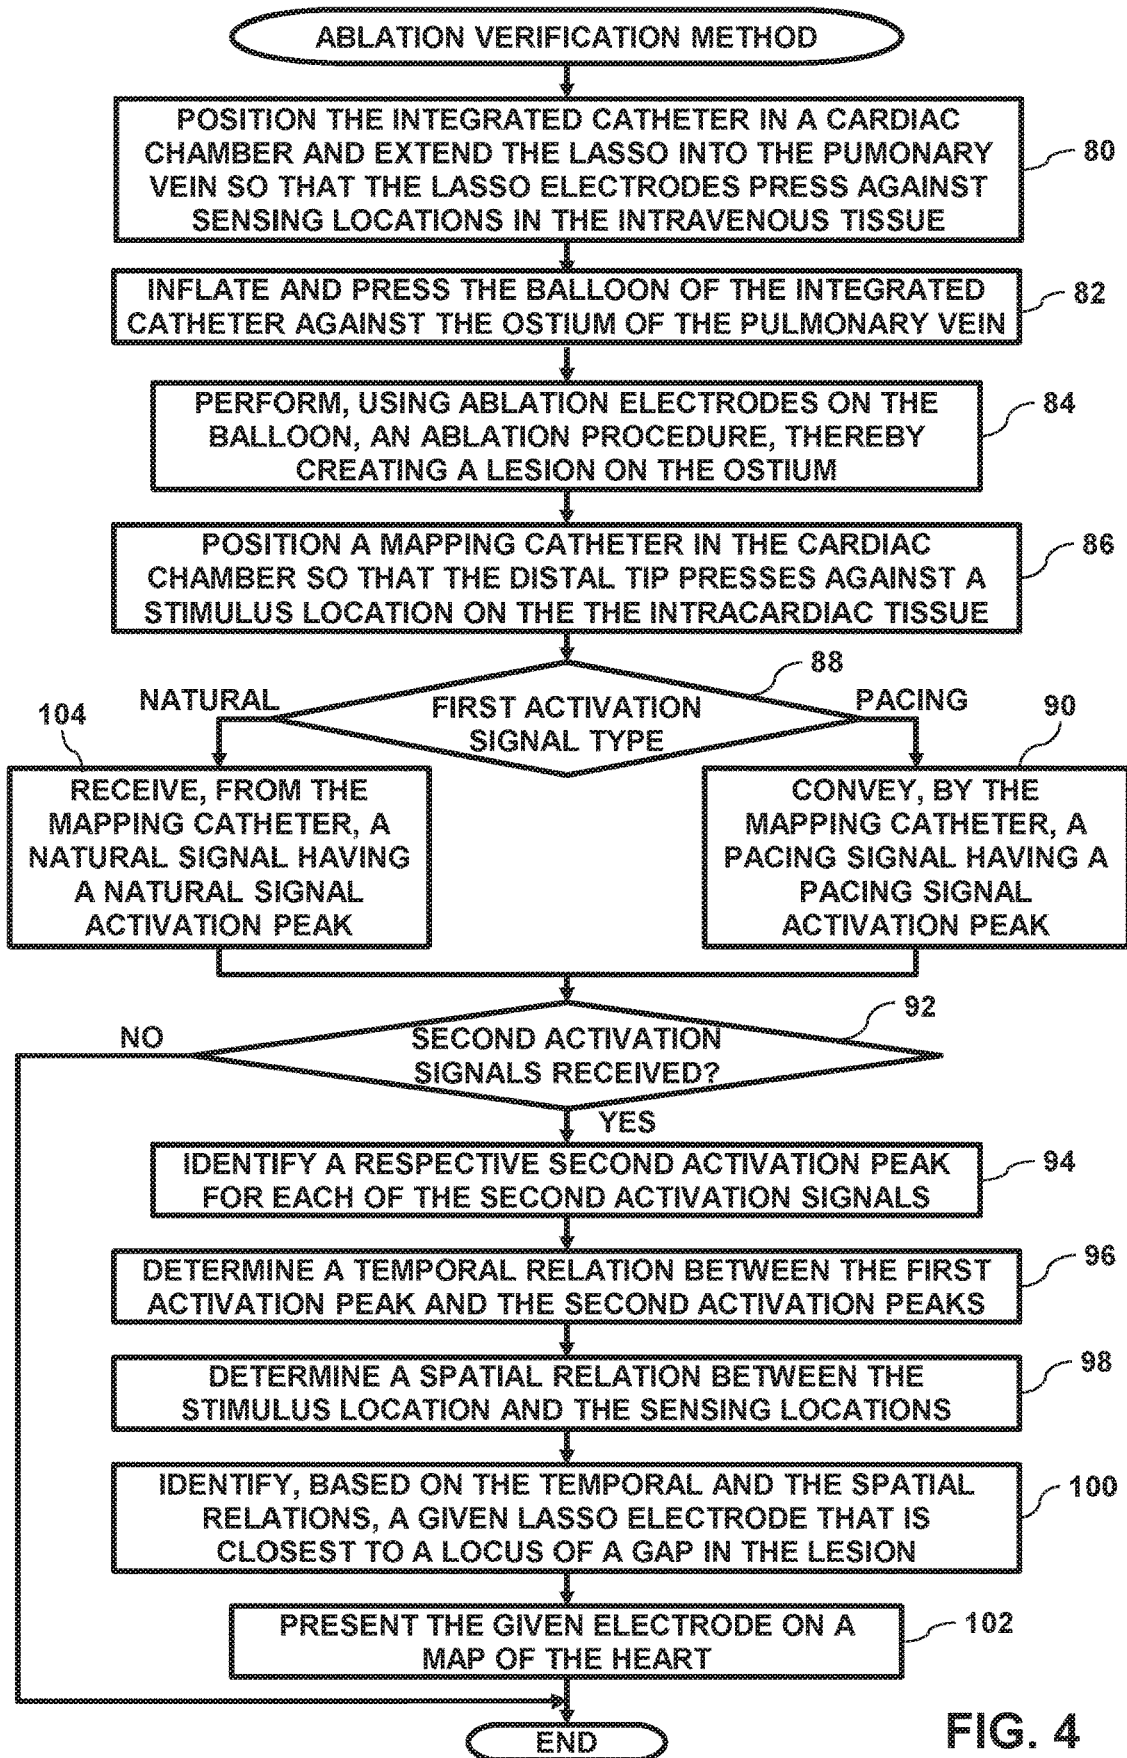 ABLATION VERIFICATION METHOD
POSITION THE INTEGRATED CATHETER IN A CARDIAC
CHAMBER AND EXTEND THE LASSO INTO THE PUMONARY
VEIN SO THAT THE LASSO ELECTRODES PRESS AGAINST
SENSING LOCATIONS IN THE INTRAVENOUS TISSUE
80
INFLATE AND PRESS THE BALLOON OF THE INTEGRATED
CATHETER AGAINST THE OSTIUM OF THE PULMONARY VEIN
82
PERFORM, USING ABLATION ELECTRODES ON THE
BALLOON, AN ABLATION PROCEDURE, THEREBY
CREATING A LESION ON THE OSTIUM
84
POSITION A MAPPING CATHETER IN THE CARDIAC
CHAMBER SO THAT THE DISTAL TIP PRESSES AGAINST A
STIMULUS LOCATION ON THE THE INTRACARDIAC TISSUE
86
88
NATURAL
FIRST ACTIVATION
SIGNAL TYPE
PACING
104
RECEIVE, FROM THE
MAPPING CATHETER, A
NATURAL SIGNAL HAVING
A NATURAL SIGNAL
ACTIVATION PEAK
90
CONVEY, BY THE
MAPPING CATHETER, A
PACING SIGNAL HAVING A
PACING SIGNAL
ACTIVATION PEAK
92
NO
SECOND ACTIVATION
SIGNALS RECEIVED?
YES
IDENTIFY A RESPECTIVE SECOND ACTIVATION PEAK
FOR EACH OF THE SECOND ACTIVATION SIGNALS
94
DETERMINE A TEMPORAL RELATION BETWEEN THE FIRST
ACTIVATION PEAK AND THE SECOND ACTIVATION PEAKS
96
DETERMINE A SPATIAL RELATION BETWEEN THE
STIMULUS LOCATION AND THE SENSING LOCATIONS
98
IDENTIFY, BASED ON THE TEMPORAL AND THE SPATIAL
RELATIONS, A GIVEN LASSO ELECTRODE THAT IS
CLOSEST TO A LOCUS OF A GAP IN THE LESION
100
PRESENT THE GIVEN ELECTRODE ON A
MAP OF THE HEART
102
END
FIG. 4